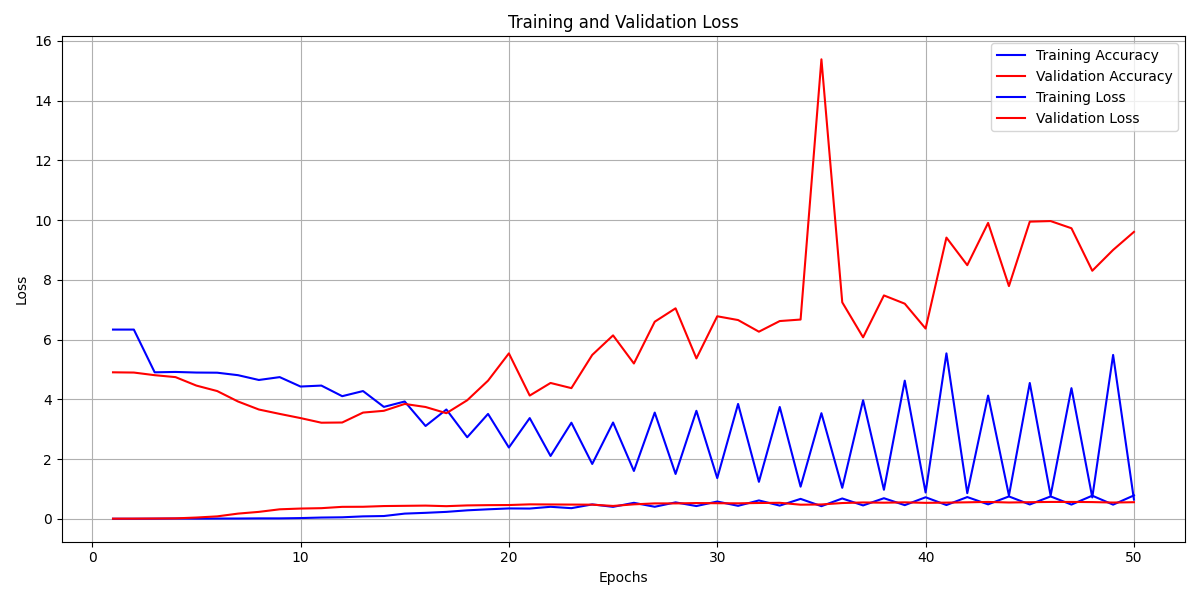 Training and Validation Loss
16
14
12
10
8
6
4
2
0
Loss
Training Accuracy
Validation Accuracy
Training Loss
Validation Loss
0 10 20 30 40 50
Epochs